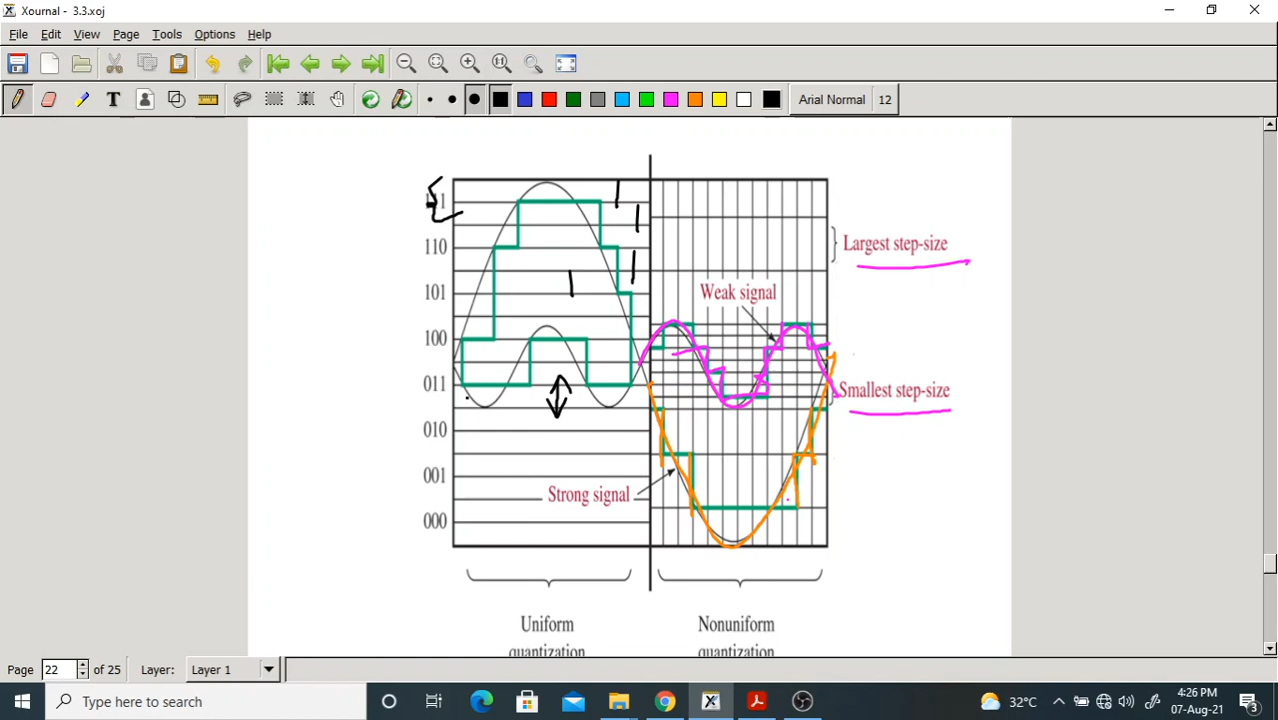 Xournal - 3.3.xoj
File Edit View Page Tools Options Help
Arial Normal 12
111
110
101
100
011
010
001
000
Largest step-size
Weak signal
Smallest step-size
Strong signal
Uniform
quantization
Nonuniform
quantization
Page 22 of 25 Layer: Layer 1
Type here to search
32°C
4:26 PM
07-Aug-21
3